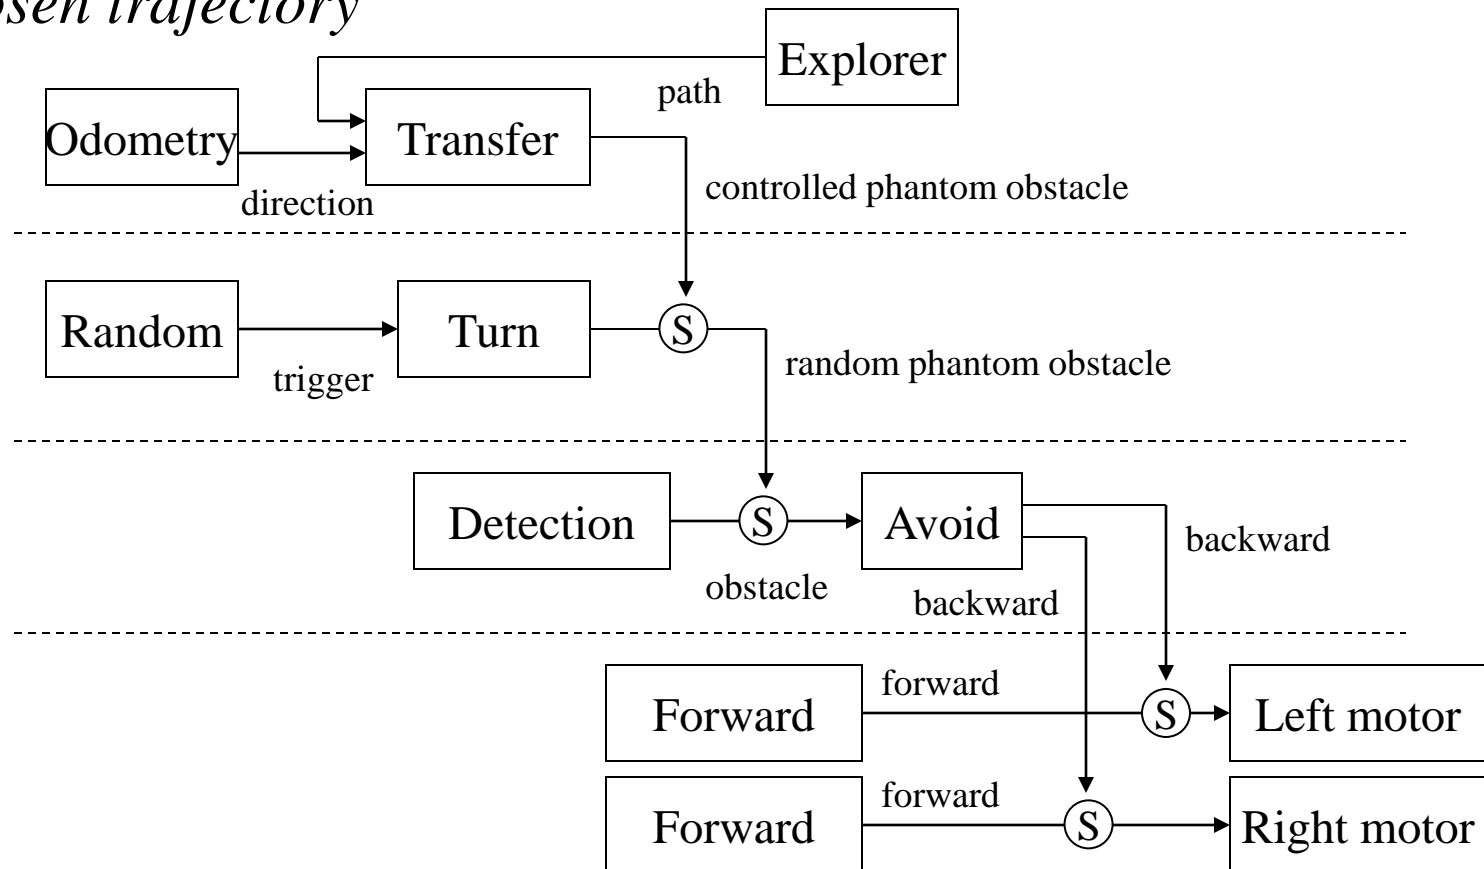 trajectory
Explorer
path
Odometry
Transfer
direction
controlled phantom obstacle
Random
Turn
S
trigger
random phantom obstacle
Detection
S
Avoid
backward
obstacle
backward
Forward
forward
S
Left motor
Forward
forward
S
Right motor